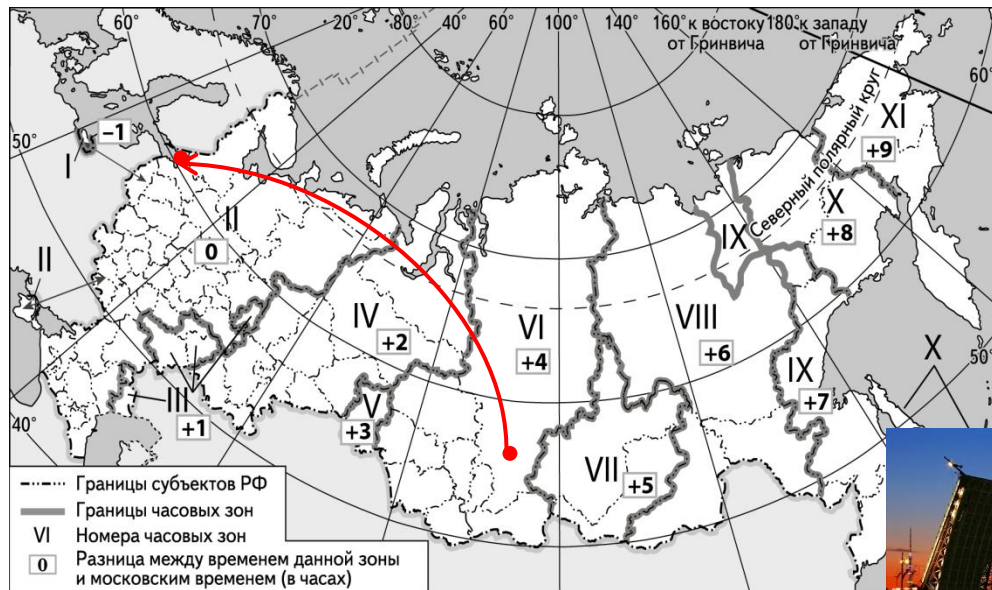 60° 70° 20° 40° 60° 100° 160° к востоку 180° к западу
от Гринвича от Гринвича
60°
50°
–1
I
II
0
II
40°
III
+1
IV
+2
V
+3
VI
+4
VII
+5
VIII
+6
IX
IX
+7
X
+8
XI
+9
Северный полярный круг
X
50°
Границы субъектов РФ
Границы часовых зон
VI Номера часовых зон
0 Разница между временем данной зоны
и московским временем (в часах)